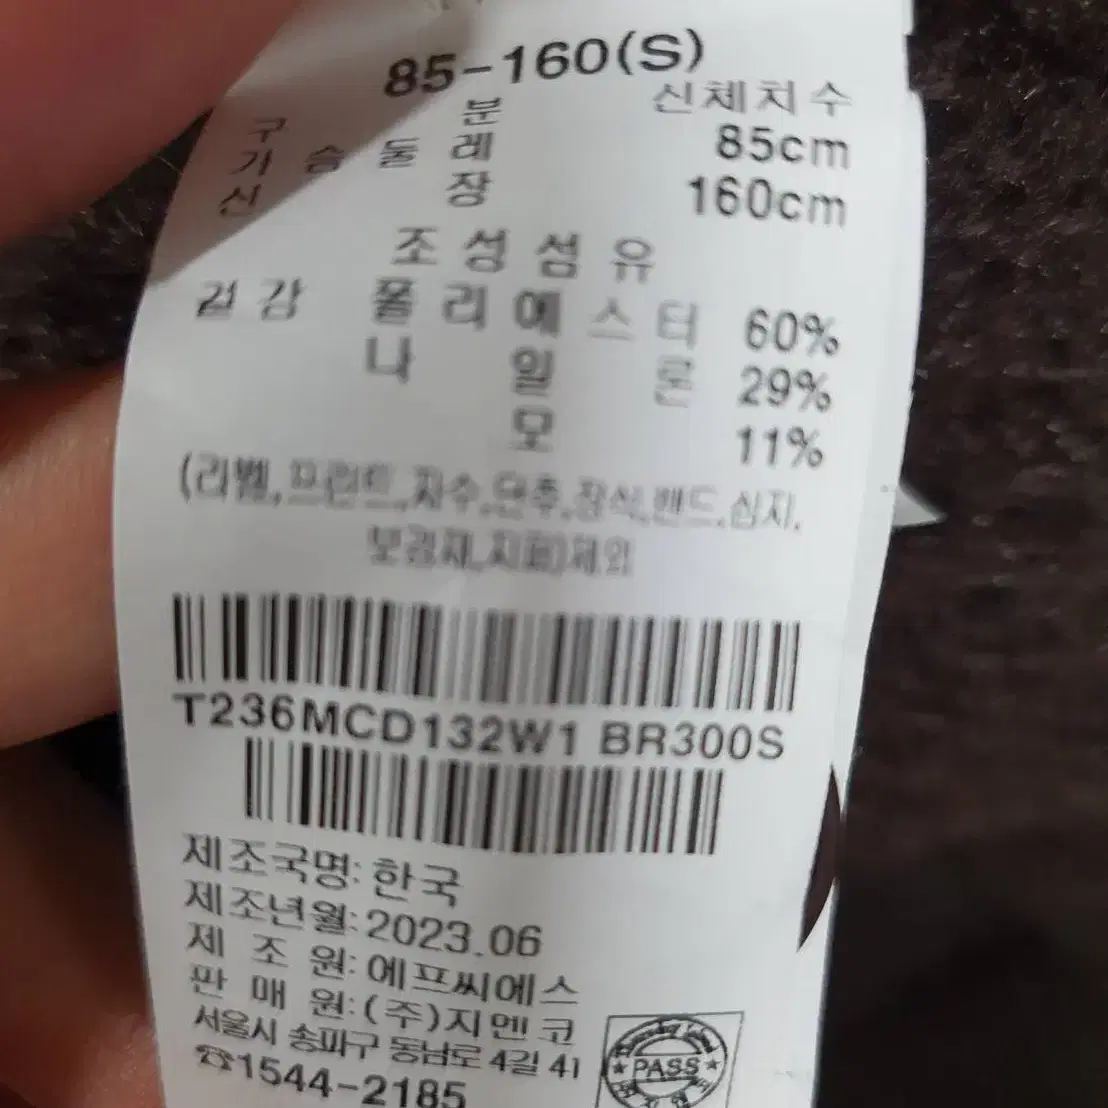 85-160(S)
구 분 신체치수
가 슴 둘 레 85cm
신 장 160cm
조 성 섬 유
겉 감 폴 리 에 스 터 60%
나 일 론 29%
모 11%
(라벨,프린트,자수,단추,장식,밴드,심지,
보강재,지퍼)제외
T236MCD132W1 BR300S
제조국명: 한국
제조년월: 2023.06
제 조 원: 에프씨에스
판 매 원: (주)지엔코
서울시 송파구 동남로 4길 41
☎1544-2185
PASS